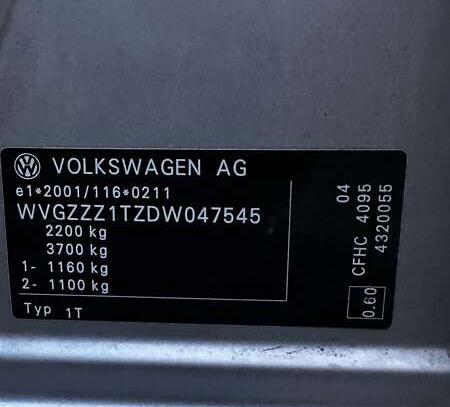 VOLKSWAGEN AG
e1*2001/116*0211
WVGZZZ1TZDW047545
2200 kg
3700 kg
1- 1160 kg
2- 1100 kg
Typ 1T
04
CFHC 4095
4320055
0.60